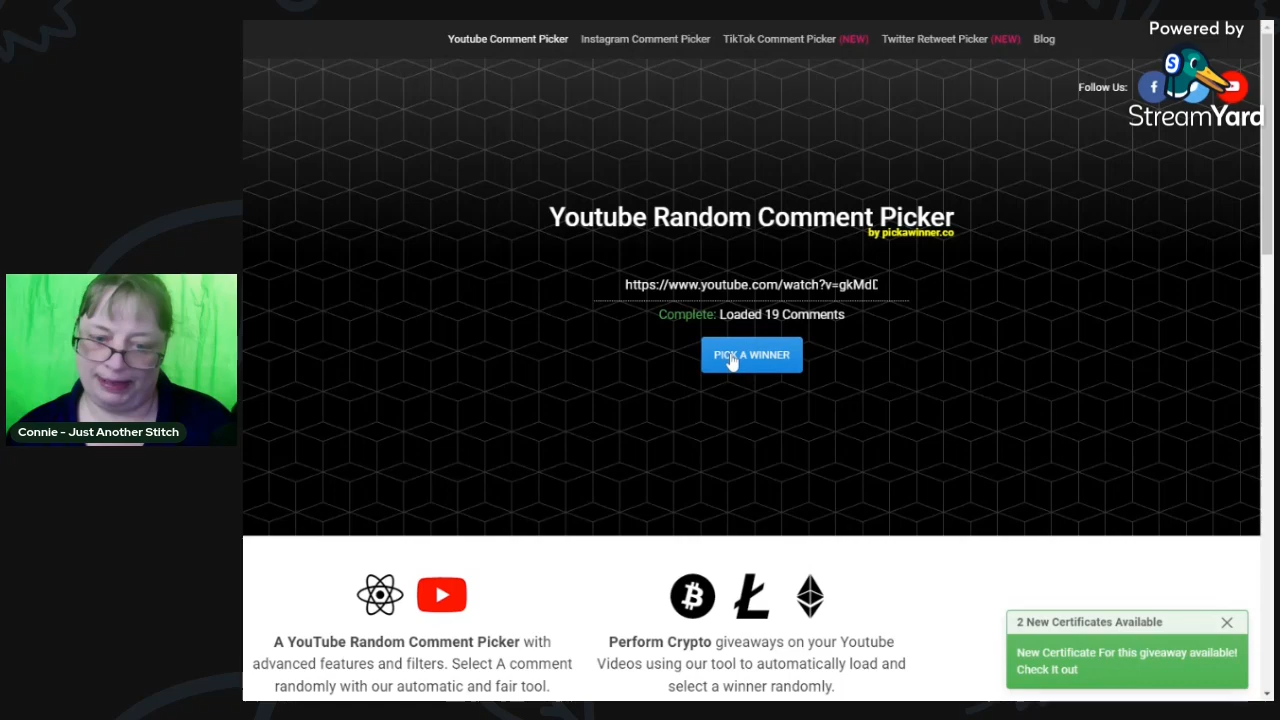 Powered by
StreamYard
Youtube Comment Picker Instagram Comment Picker TikTok Comment Picker (NEW) Twitter Retweet Picker (NEW) Blog
Follow Us:
Youtube Random Comment Picker
by pickawinner.co
https://www.youtube.com/watch?v=gkMd
Complete: Loaded 19 Comments
PICK A WINNER
Connie - Just Another Stitch
A YouTube Random Comment Picker with
advanced features and filters. Select A comment
randomly with our automatic and fair tool.
Perform Crypto giveaways on your Youtube
Videos using our tool to automatically load and
select a winner randomly.
2 New Certificates Available
New Certificate For this giveaway available!
Check It out